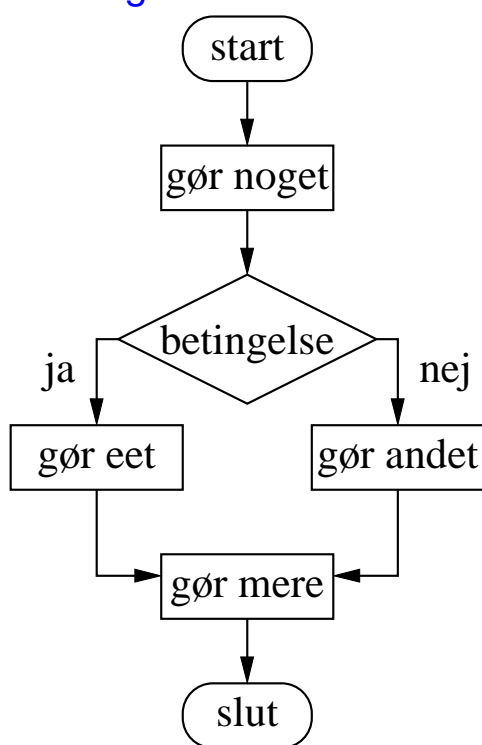 start
gør noget
betingelse
ja
nej
gør eet
gør andet
gør mere
slut